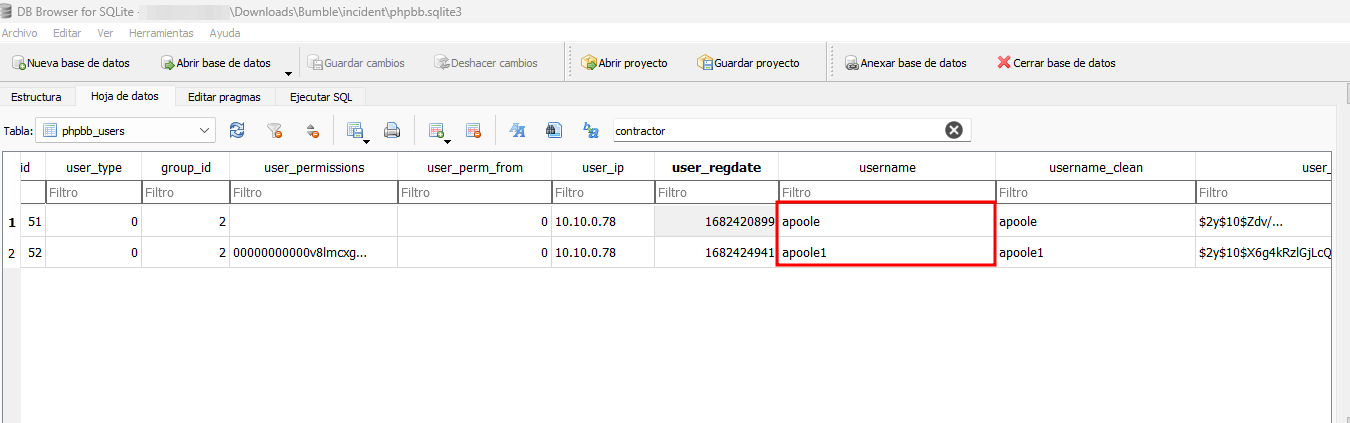 DB Browser for SQLite - \Downloads\Bumble\incident\phpbb.sqlite3
Archivo Editar Ver Herramientas Ayuda
Nueva base de datos Abrir base de datos Guardar cambios Deshacer cambios Abrir proyecto Guardar proyecto Anexar base de datos Cerrar base de datos
Estructura Hoja de datos Editar pragmas Ejecutar SQL
Tabla: phpbb_users contractor
id user_type group_id user_permissions user_perm_from user_ip user_regdate username username_clean user_
Filtro Filtro Filtro Filtro Filtro Filtro Filtro Filtro Filtro
1 51 0 2 0 10.10.0.78 1682420899 apoole apoole $2y$10$Zdv/...
2 52 0 2 00000000000v8lmcxg... 0 10.10.0.78 1682424941 apoole1 apoole1 $2y$10$X6g4kRzlGjLcQ